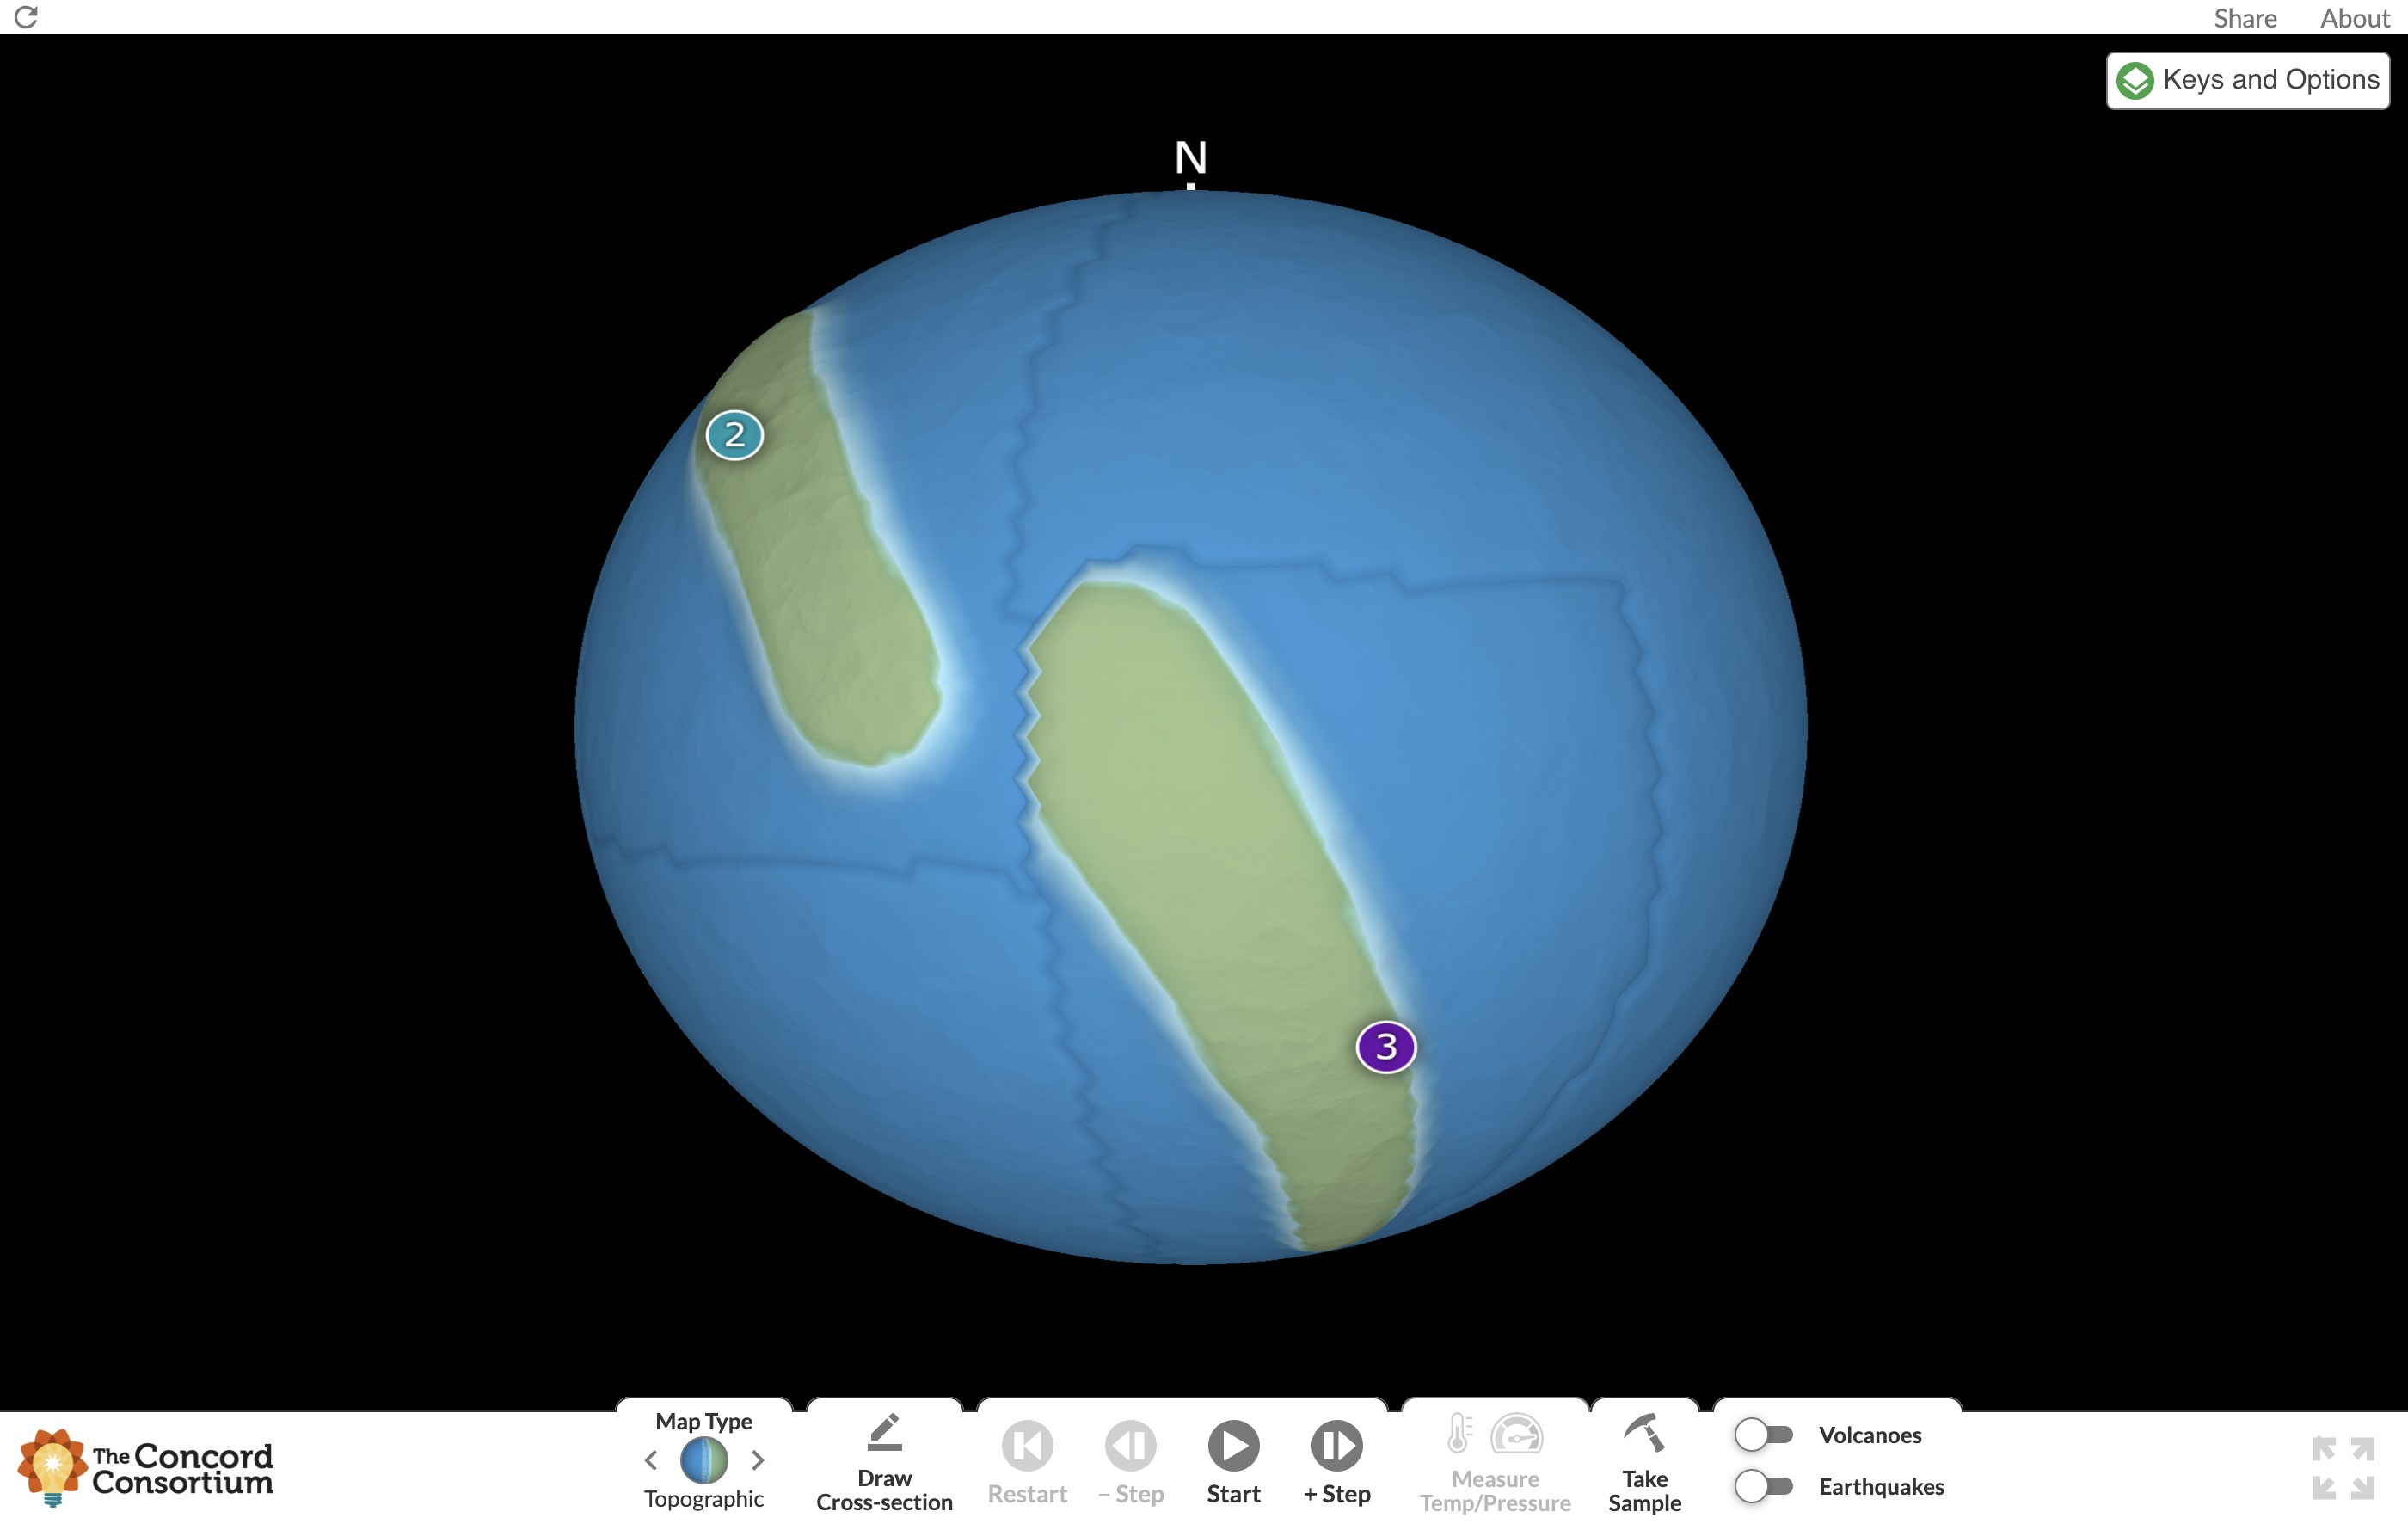 Share About
Keys and Options
N
2
3
The Concord
Consortium
Map Type
Topographic
Draw
Cross-section
Restart
– Step
Start
+ Step
Measure
Temp/Pressure
Take
Sample
Volcanoes
Earthquakes